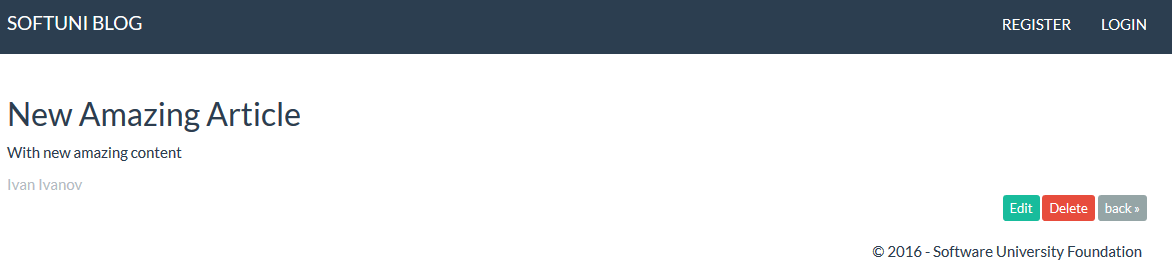 SOFTUNI BLOG REGISTER LOGIN
New Amazing Article
With new amazing content
Ivan Ivanov
Edit Delete back »
© 2016 - Software University Foundation